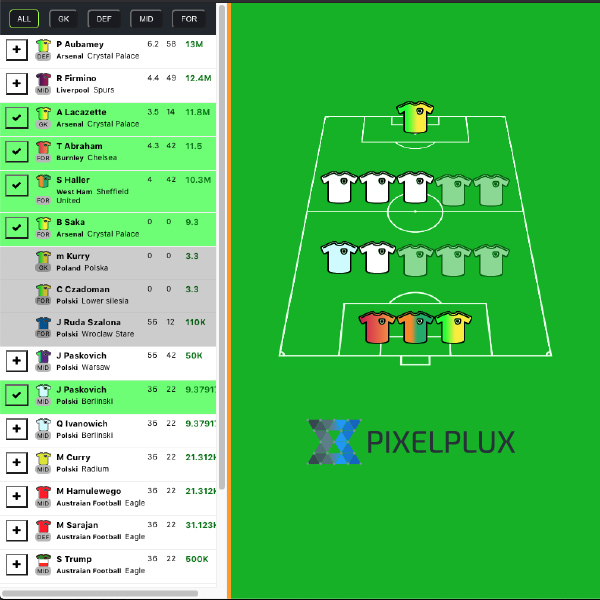 ALL GK DEF MID FOR
P Aubamey 6.2 58 13M
DEF Arsenal Crystal Palace
R Firmino 4.4 49 12.4M
MID Liverpool Spurs
A Lacazette 3.5 14 11.8M
GK Arsenal Crystal Palace
T Abraham 4.3 42 11.5
FOR Burnley Chelsea
S Haller 4 42 10.3M
West Ham Sheffield
FOR United
B Saka 0 0 9.3
FOR Arsenal Crystal Palace
m Kurry 0 0 3.3
GK Poland Polska
C Czadoman 0 0 3.3
FOR Polski Lower silesia
J Ruda Szalona 56 12 110K
FOR Polski Wroclaw Stare
J Paskovich 56 42 50K
MID Polski Warsaw
J Paskovich 36 22 9.3791
MID Polski Berlinski
Q Ivanowich 36 22 9.3791
MID Polski Berlinski
M Curry 36 22 21.312
MID Polski Radium
M Hamulewego 36 22 21.312
MID Austraian Football Eagle
M Sarajan 36 22 31.123
DEF Austraian Football Eagle
S Trump 36 22 500K
MID Austraian Football Eagle
PIXELPLUX